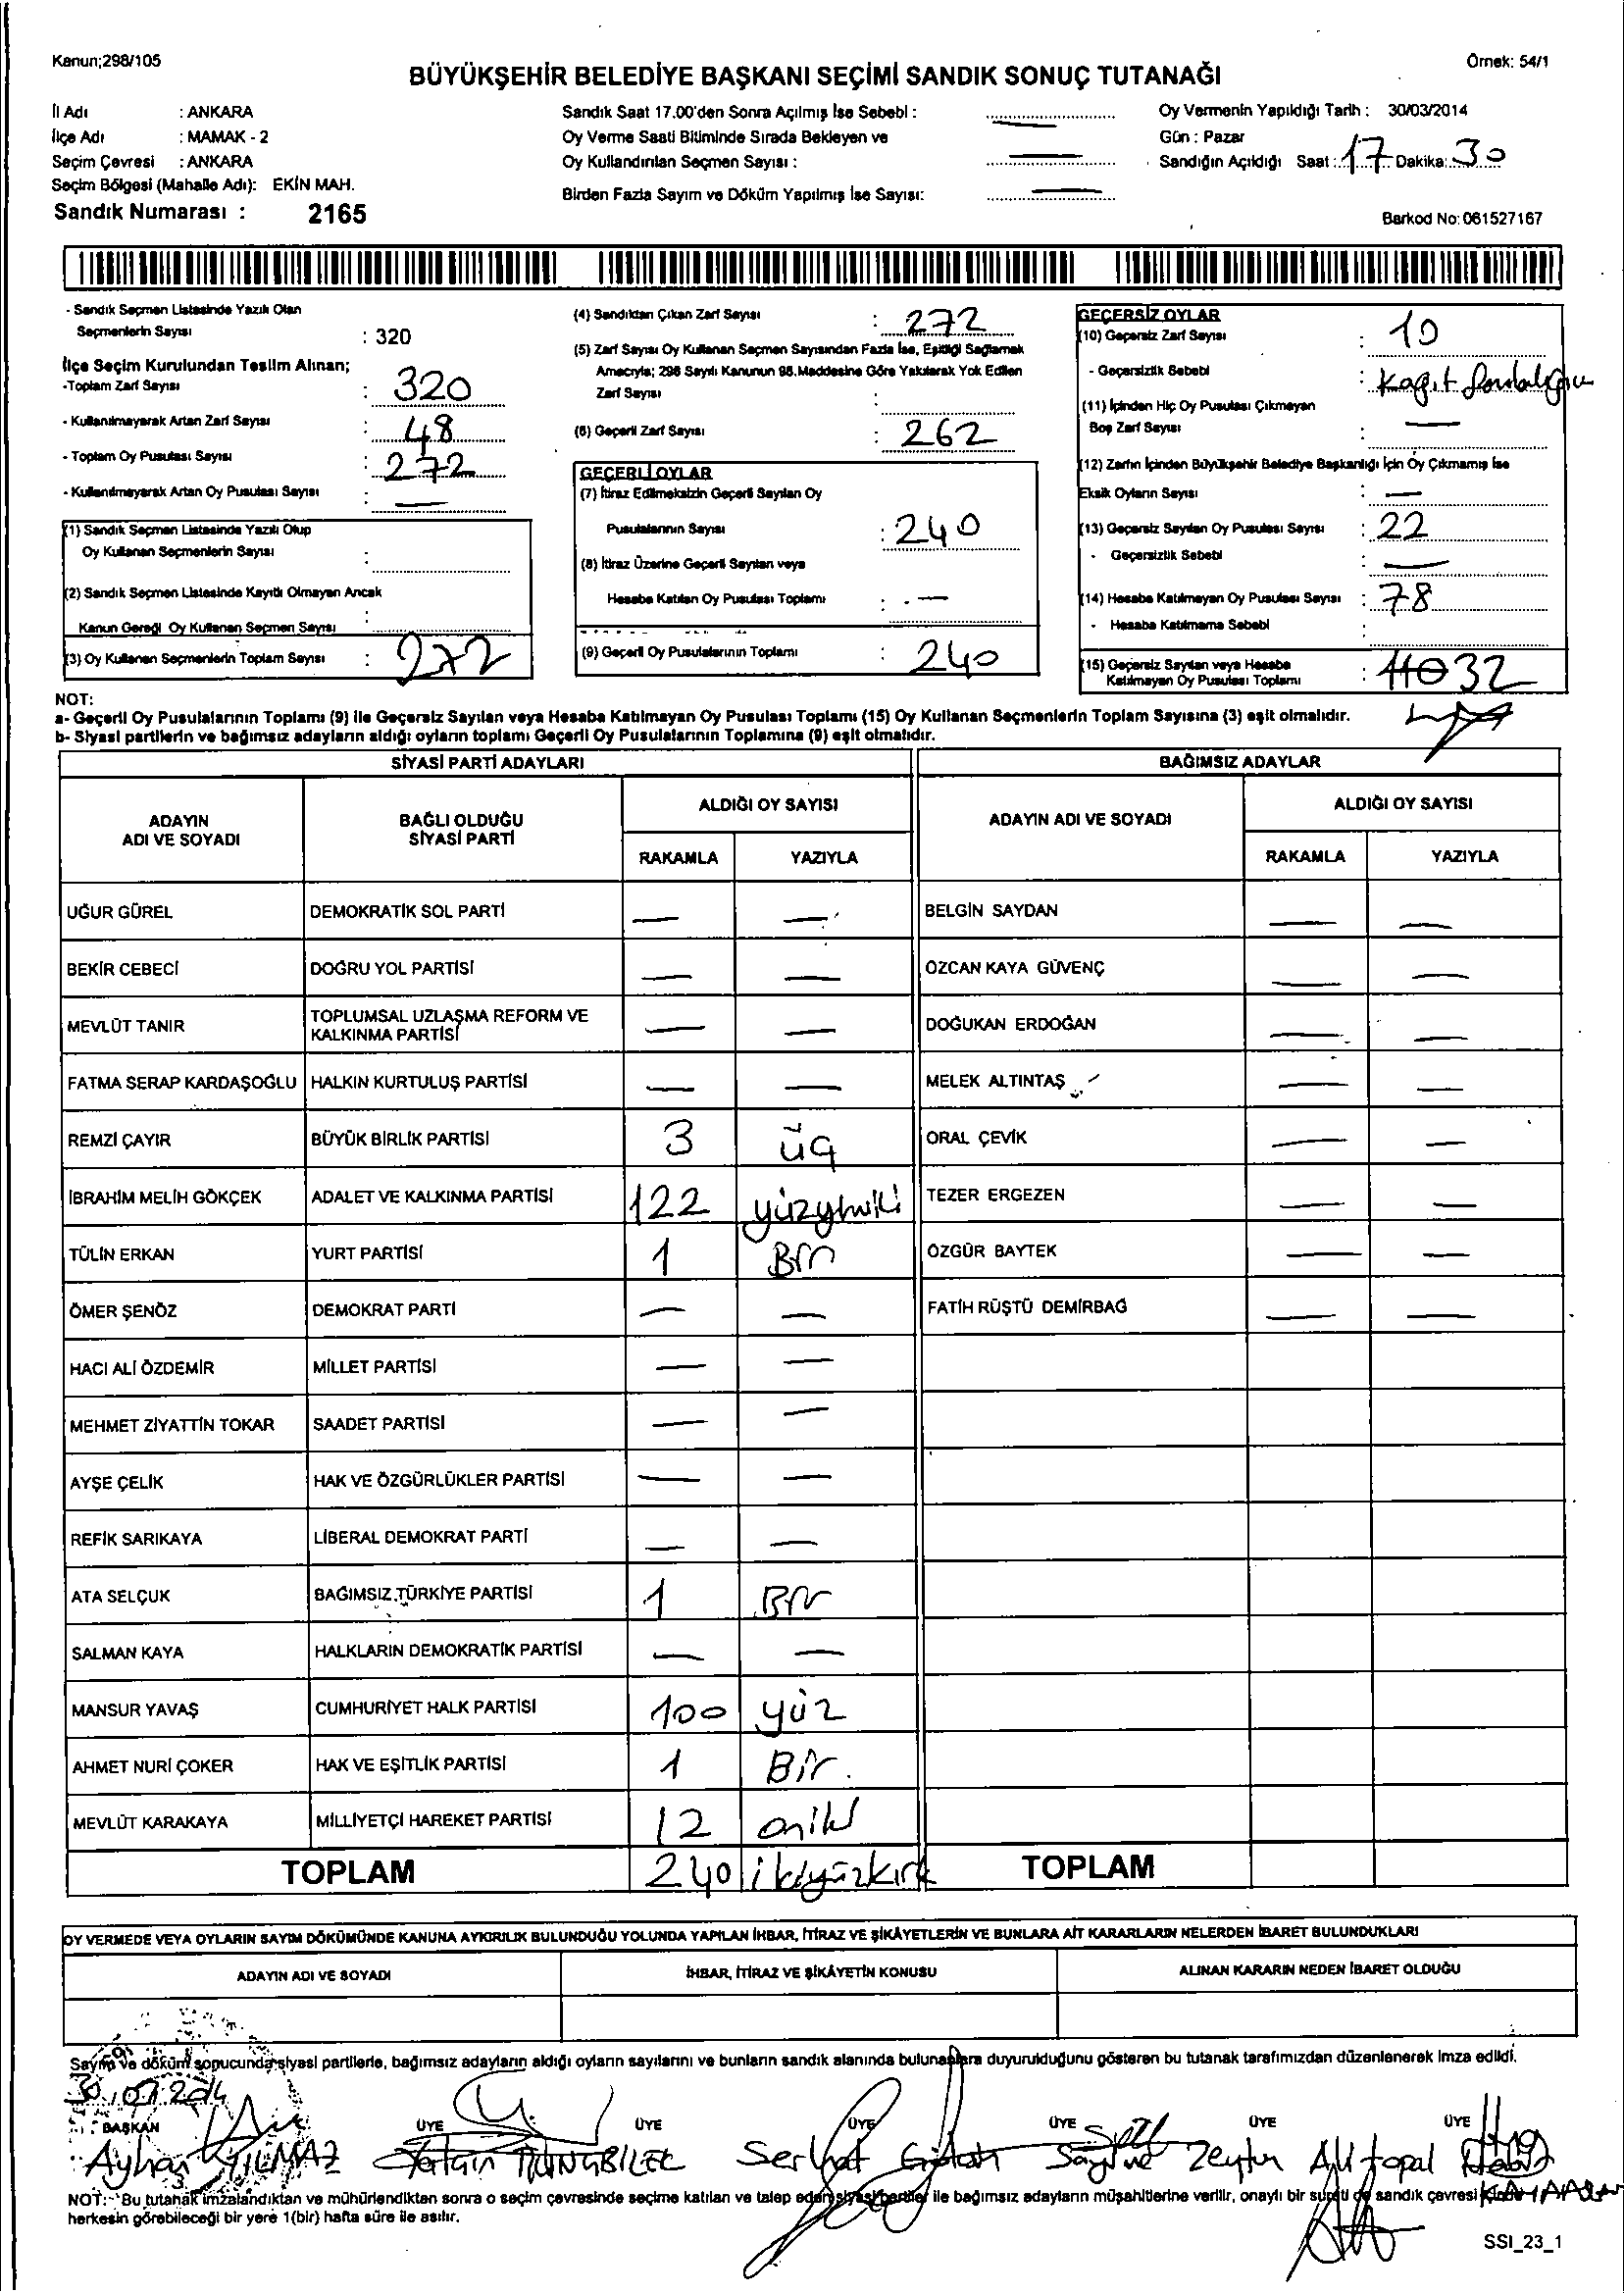 Kanun;298/105
Örnek: 54/1
BÜYÜKŞEHİR BELEDİYE BAŞKANI SEÇİMİ SANDIK SONUÇ TUTANAĞI
İl Adı : ANKARA
İlçe Adı : MAMAK - 2
Seçim Çevresi : ANKARA
Seçim Bölgesi (Mahalle Adı): EKİN MAH.
Sandık Numarası : 2165
Sandık Saat 17.00'den Sonra Açılmış İse Sebebi :
Oy Verme Saati Bitiminde Sırada Bekleyen ve
Oy Kullandırılan Seçmen Sayısı :
Birden Fazla Sayım ve Döküm Yapılmış İse Sayısı:
Oy Vermenin Yapıldığı Tarih : 30/03/2014
Gün : Pazar
Sandığın Açıldığı Saat : 17 Dakika: 30
Barkod No: 061527167
- Sandık Seçmen Listesinde Yazılı Olan
Seçmenlerin Sayısı : 320
İlçe Seçim Kurulundan Teslim Alınan;
-Toplam Zarf Sayısı : 320
- Kullanılmayarak Artan Zarf Sayısı : 48
- Toplam Oy Pusulası Sayısı : 272
- Kullanılmayarak Artan Oy Pusulası Sayısı : —
(1) Sandık Seçmen Listesinde Yazılı Olup
Oy Kullanan Seçmenlerin Sayısı :
(2) Sandık Seçmen Listesinde Kayıtlı Olmayan Ancak
Kanun Gereği Oy Kullanan Seçmen Sayısı :
(3) Oy Kullanan Seçmenlerin Toplam Sayısı : 272
(4) Sandıktan Çıkan Zarf Sayısı : 272
(5) Zarf Sayısı Oy Kullanan Seçmen Sayısından Fazla İse, Eşitliği Sağlamak
Amacıyla; 298 Sayılı Kanunun 98.Maddesine Göre Yakılarak Yok Edilen
Zarf Sayısı :
(6) Geçerli Zarf Sayısı : 262
GEÇERLİ OYLAR
(7) İtiraz Edilmeksizin Geçerli Sayılan Oy
Pusulalarının Sayısı : 240
(8) İtiraz Üzerine Geçerli Sayılan veya
Hesaba Katılan Oy Pusulası Toplamı : —
(9) Geçerli Oy Pusulalarının Toplamı : 240
GEÇERSİZ OYLAR
(10) Geçersiz Zarf Sayısı : 10
- Geçersizlik Sebebi : Kağıt
(11) İçinden Hiç Oy Pusulası Çıkmayan
Boş Zarf Sayısı : —
(12) Zarfın İçinden Büyükşehir Belediye Başkanlığı İçin Oy Çıkmamış İse
Eksik Oyların Sayısı : —
(13) Geçersiz Sayılan Oy Pusulası Sayısı : 22
- Geçersizlik Sebebi : —
(14) Hesaba Katılmayan Oy Pusulası Sayısı : 78
- Hesaba Katılmama Sebebi :
(15) Geçersiz Sayılan veya Hesaba
Katılmayan Oy Pusulası Toplamı : 110 32
NOT:
a- Geçerli Oy Pusulalarının Toplamı (9) ile Geçersiz Sayılan veya Hesaba Katılmayan Oy Pusulası Toplamı (15) Oy Kullanan Seçmenlerin Toplam Sayısına (3) eşit olmalıdır.
b- Siyasi partilerin ve bağımsız adayların aldığı oyların toplamı Geçerli Oy Pusulalarının Toplamına (9) eşit olmalıdır.
SİYASİ PARTİ ADAYLARI
BAĞIMSIZ ADAYLAR
ADAYIN ADI VE SOYADI
BAĞLI OLDUĞU SİYASİ PARTİ
ALDIĞI OY SAYISI
RAKAMLA YAZIYLA
ADAYIN ADI VE SOYADI
ALDIĞI OY SAYISI
RAKAMLA YAZIYLA
UĞUR GÜREL DEMOKRATİK SOL PARTİ — — BELGİN SAYDAN — —
BEKİR CEBECİ DOĞRU YOL PARTİSİ — — ÖZCAN KAYA GÜVENÇ — —
MEVLÜT TANIR TOPLUMSAL UZLAŞMA REFORM VE KALKINMA PARTİSİ — — DOĞUKAN ERDOĞAN — —
FATMA SERAP KARDAŞOĞLU HALKIN KURTULUŞ PARTİSİ — — MELEK ALTINTAŞ — —
REMZİ ÇAYIR BÜYÜK BİRLİK PARTİSİ 3 üç ORAL ÇEVİK — —
İBRAHİM MELİH GÖKÇEK ADALET VE KALKINMA PARTİSİ 122 TEZER ERGEZEN — —
TÜLİN ERKAN YURT PARTİSİ 1 Bir ÖZGÜR BAYTEK — —
ÖMER ŞENÖZ DEMOKRAT PARTİ — — FATİH RÜŞTÜ DEMİRBAĞ — —
HACI ALİ ÖZDEMİR MİLLET PARTİSİ — —
MEHMET ZİYATTİN TOKAR SAADET PARTİSİ — —
AYŞE ÇELİK HAK VE ÖZGÜRLÜKLER PARTİSİ — —
REFİK SARIKAYA LİBERAL DEMOKRAT PARTİ — —
ATA SELÇUK BAĞIMSIZ TÜRKİYE PARTİSİ 1 Bir
SALMAN KAYA HALKLARIN DEMOKRATİK PARTİSİ — —
MANSUR YAVAŞ CUMHURİYET HALK PARTİSİ 100 yüz
AHMET NURİ ÇOKER HAK VE EŞİTLİK PARTİSİ 1 Bir
MEVLÜT KARAKAYA MİLLİYETÇİ HAREKET PARTİSİ 12 oniki
TOPLAM 240 ikiyüzkırk TOPLAM
OY VERMEDE VEYA OYLARIN SAYIM DÖKÜMÜNDE KANUNA AYKIRILIK BULUNDUĞU YOLUNDA YAPILAN İHBAR, İTİRAZ VE ŞİKÂYETLERİN VE BUNLARA AİT KARARLARIN NELERDEN İBARET BULUNDUKLARI
ADAYIN ADI VE SOYADI İHBAR, İTİRAZ VE ŞİKÂYETİN KONUSU ALINAN KARARIN NEDEN İBARET OLDUĞU
Sayım ve döküm sonucunda siyasi partilerle, bağımsız adayların aldığı oyların sayılarını ve bunların sandık alanında bulunanlara duyurulduğunu gösteren bu tutanak tarafımızdan düzenlenerek imza edildi.
BAŞKAN ÜYE ÜYE ÜYE ÜYE ÜYE ÜYE
Ayhan YILMAZ Serhat Zeytun Ali topal
NOT: Bu tutanak imzalandıktan ve mühürlendikten sonra o seçim çevresinde seçime katılan ve talep eden siyasi partiler ile bağımsız adayların müşahitlerine verilir, onaylı bir sureti de sandık çevresi
herkesin görebileceği bir yere 1(bir) hafta süre ile asılır.
SSI_23_1